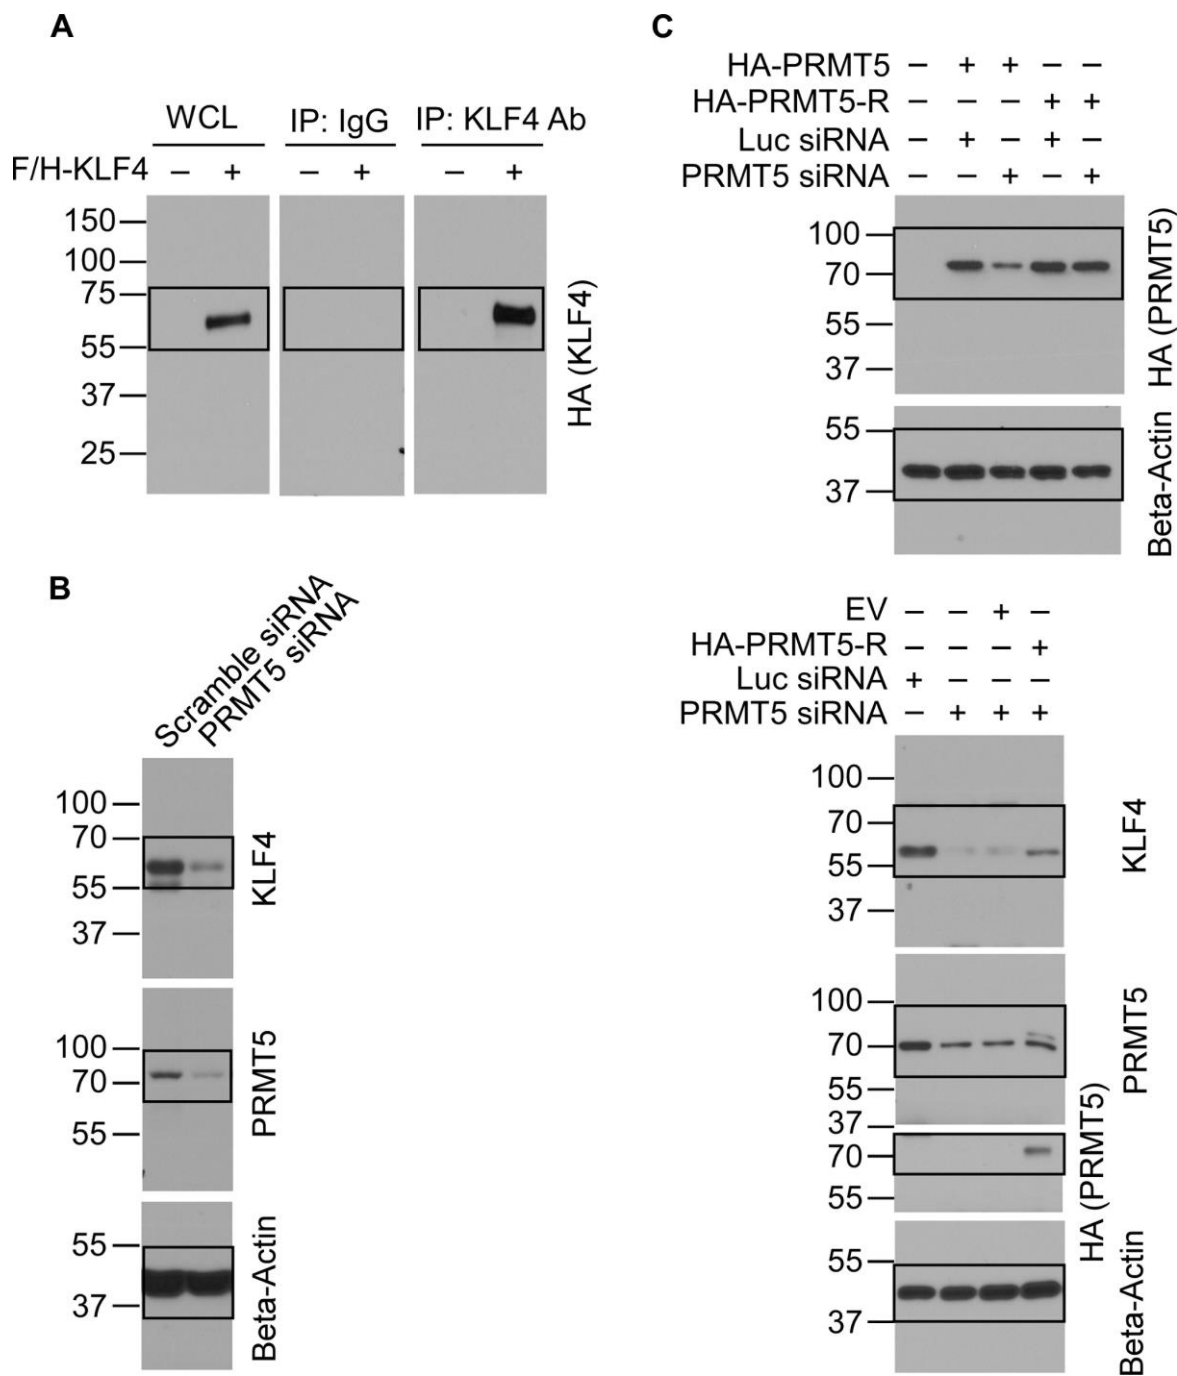 A
WCL IP: IgG IP: KLF4 Ab
F/H-KLF4 – + – + – +
150
100
75
55
37
25
HA (KLF4)
B
Scramble siRNA
PRMT5 siRNA
100
70
55
37
KLF4
100
70
55
PRMT5
55
37
Beta-Actin
C
HA-PRMT5 – + + – –
HA-PRMT5-R – – – + +
Luc siRNA – + – + –
PRMT5 siRNA – – + – +
100
70
55
37
HA (PRMT5)
55
37
Beta-Actin
EV – – + –
HA-PRMT5-R – – – +
Luc siRNA + – – –
PRMT5 siRNA – + + +
100
70
55
37
KLF4
100
70
55
37
PRMT5
70
55
HA (PRMT5)
55
37
Beta-Actin